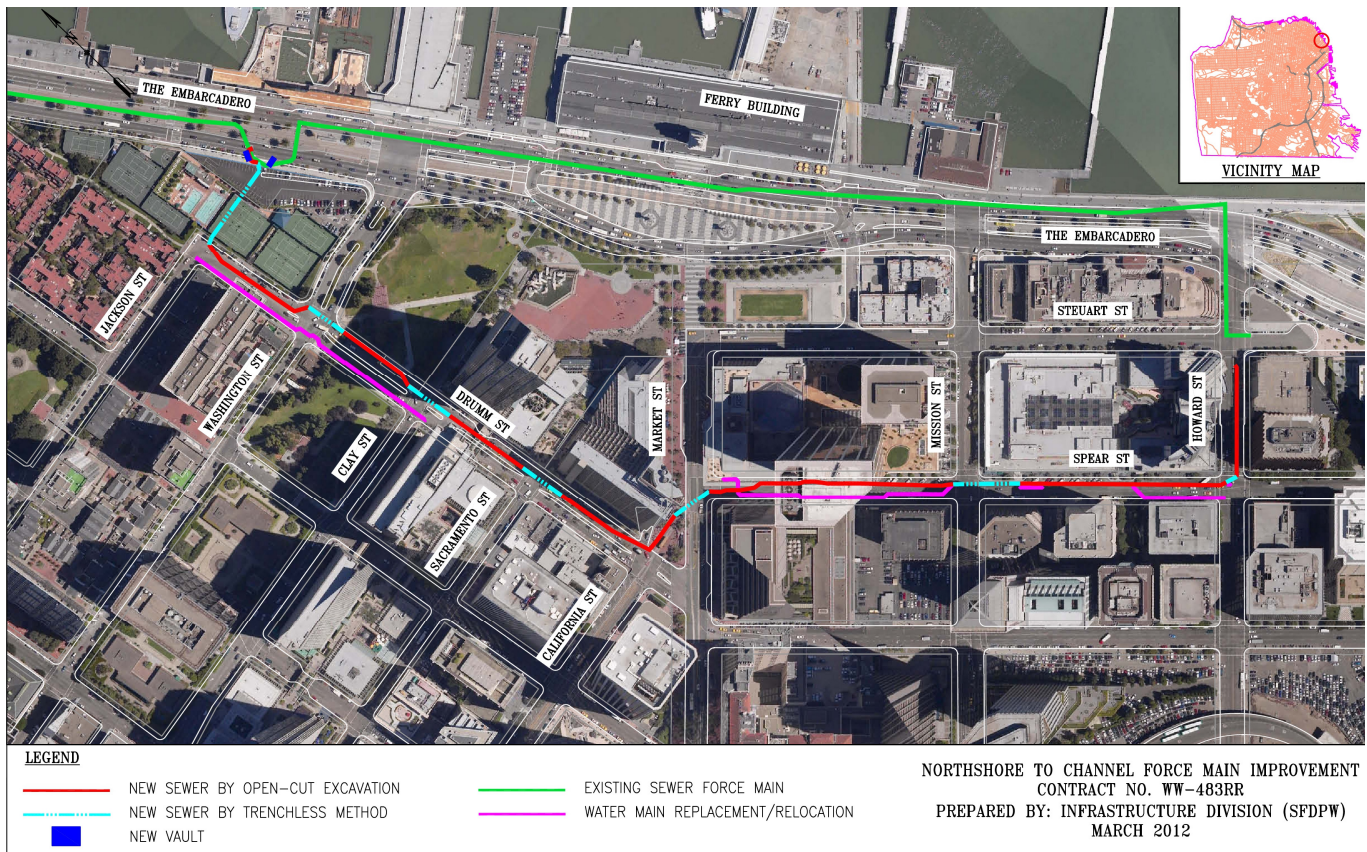 THE EMBARCADERO
FERRY BUILDING
VICINITY MAP
THE EMBARCADERO
STEUART ST
JACKSON ST
WASHINGTON ST
CLAY ST
DRUMM ST
SACRAMENTO ST
CALIFORNIA ST
MARKET ST
MISSION ST
SPEAR ST
HOWARD ST
LEGEND
NEW SEWER BY OPEN-CUT EXCAVATION
NEW SEWER BY TRENCHLESS METHOD
NEW VAULT
EXISTING SEWER FORCE MAIN
WATER MAIN REPLACEMENT/RELOCATION
NORTHSHORE TO CHANNEL FORCE MAIN IMPROVEMENT
CONTRACT NO. WW-483RR
PREPARED BY: INFRASTRUCTURE DIVISION (SFDPW)
MARCH 2012